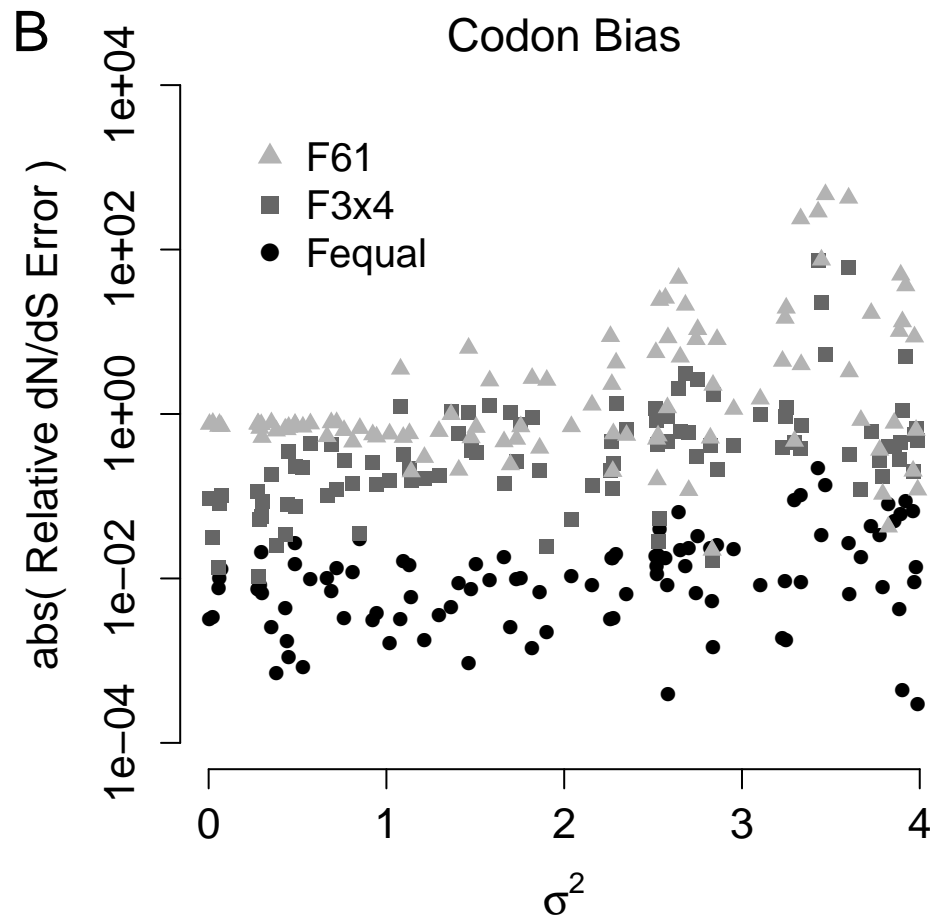 B
Codon Bias
abs( Relative dN/dS Error )
1e+04
1e+02
1e+00
1e−02
1e−04
F61
F3x4
Fequal
0 1 2 3 4
σ²